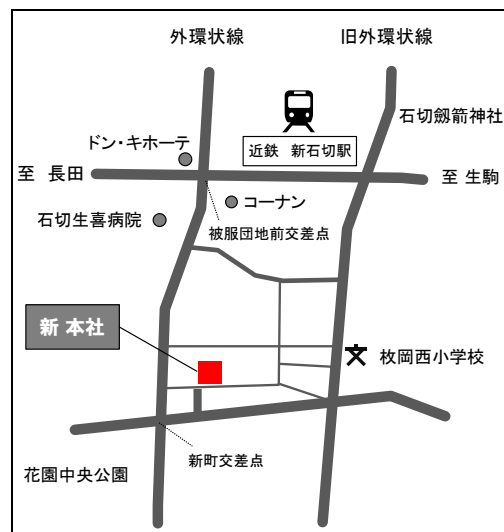 外環状線
旧外環状線
石切劔箭神社
ドン・キホーテ
近鉄 新石切駅
至 長田
至 生駒
コーナン
石切生喜病院
被服団地前交差点
新 本社
枚岡西小学校
新町交差点
花園中央公園